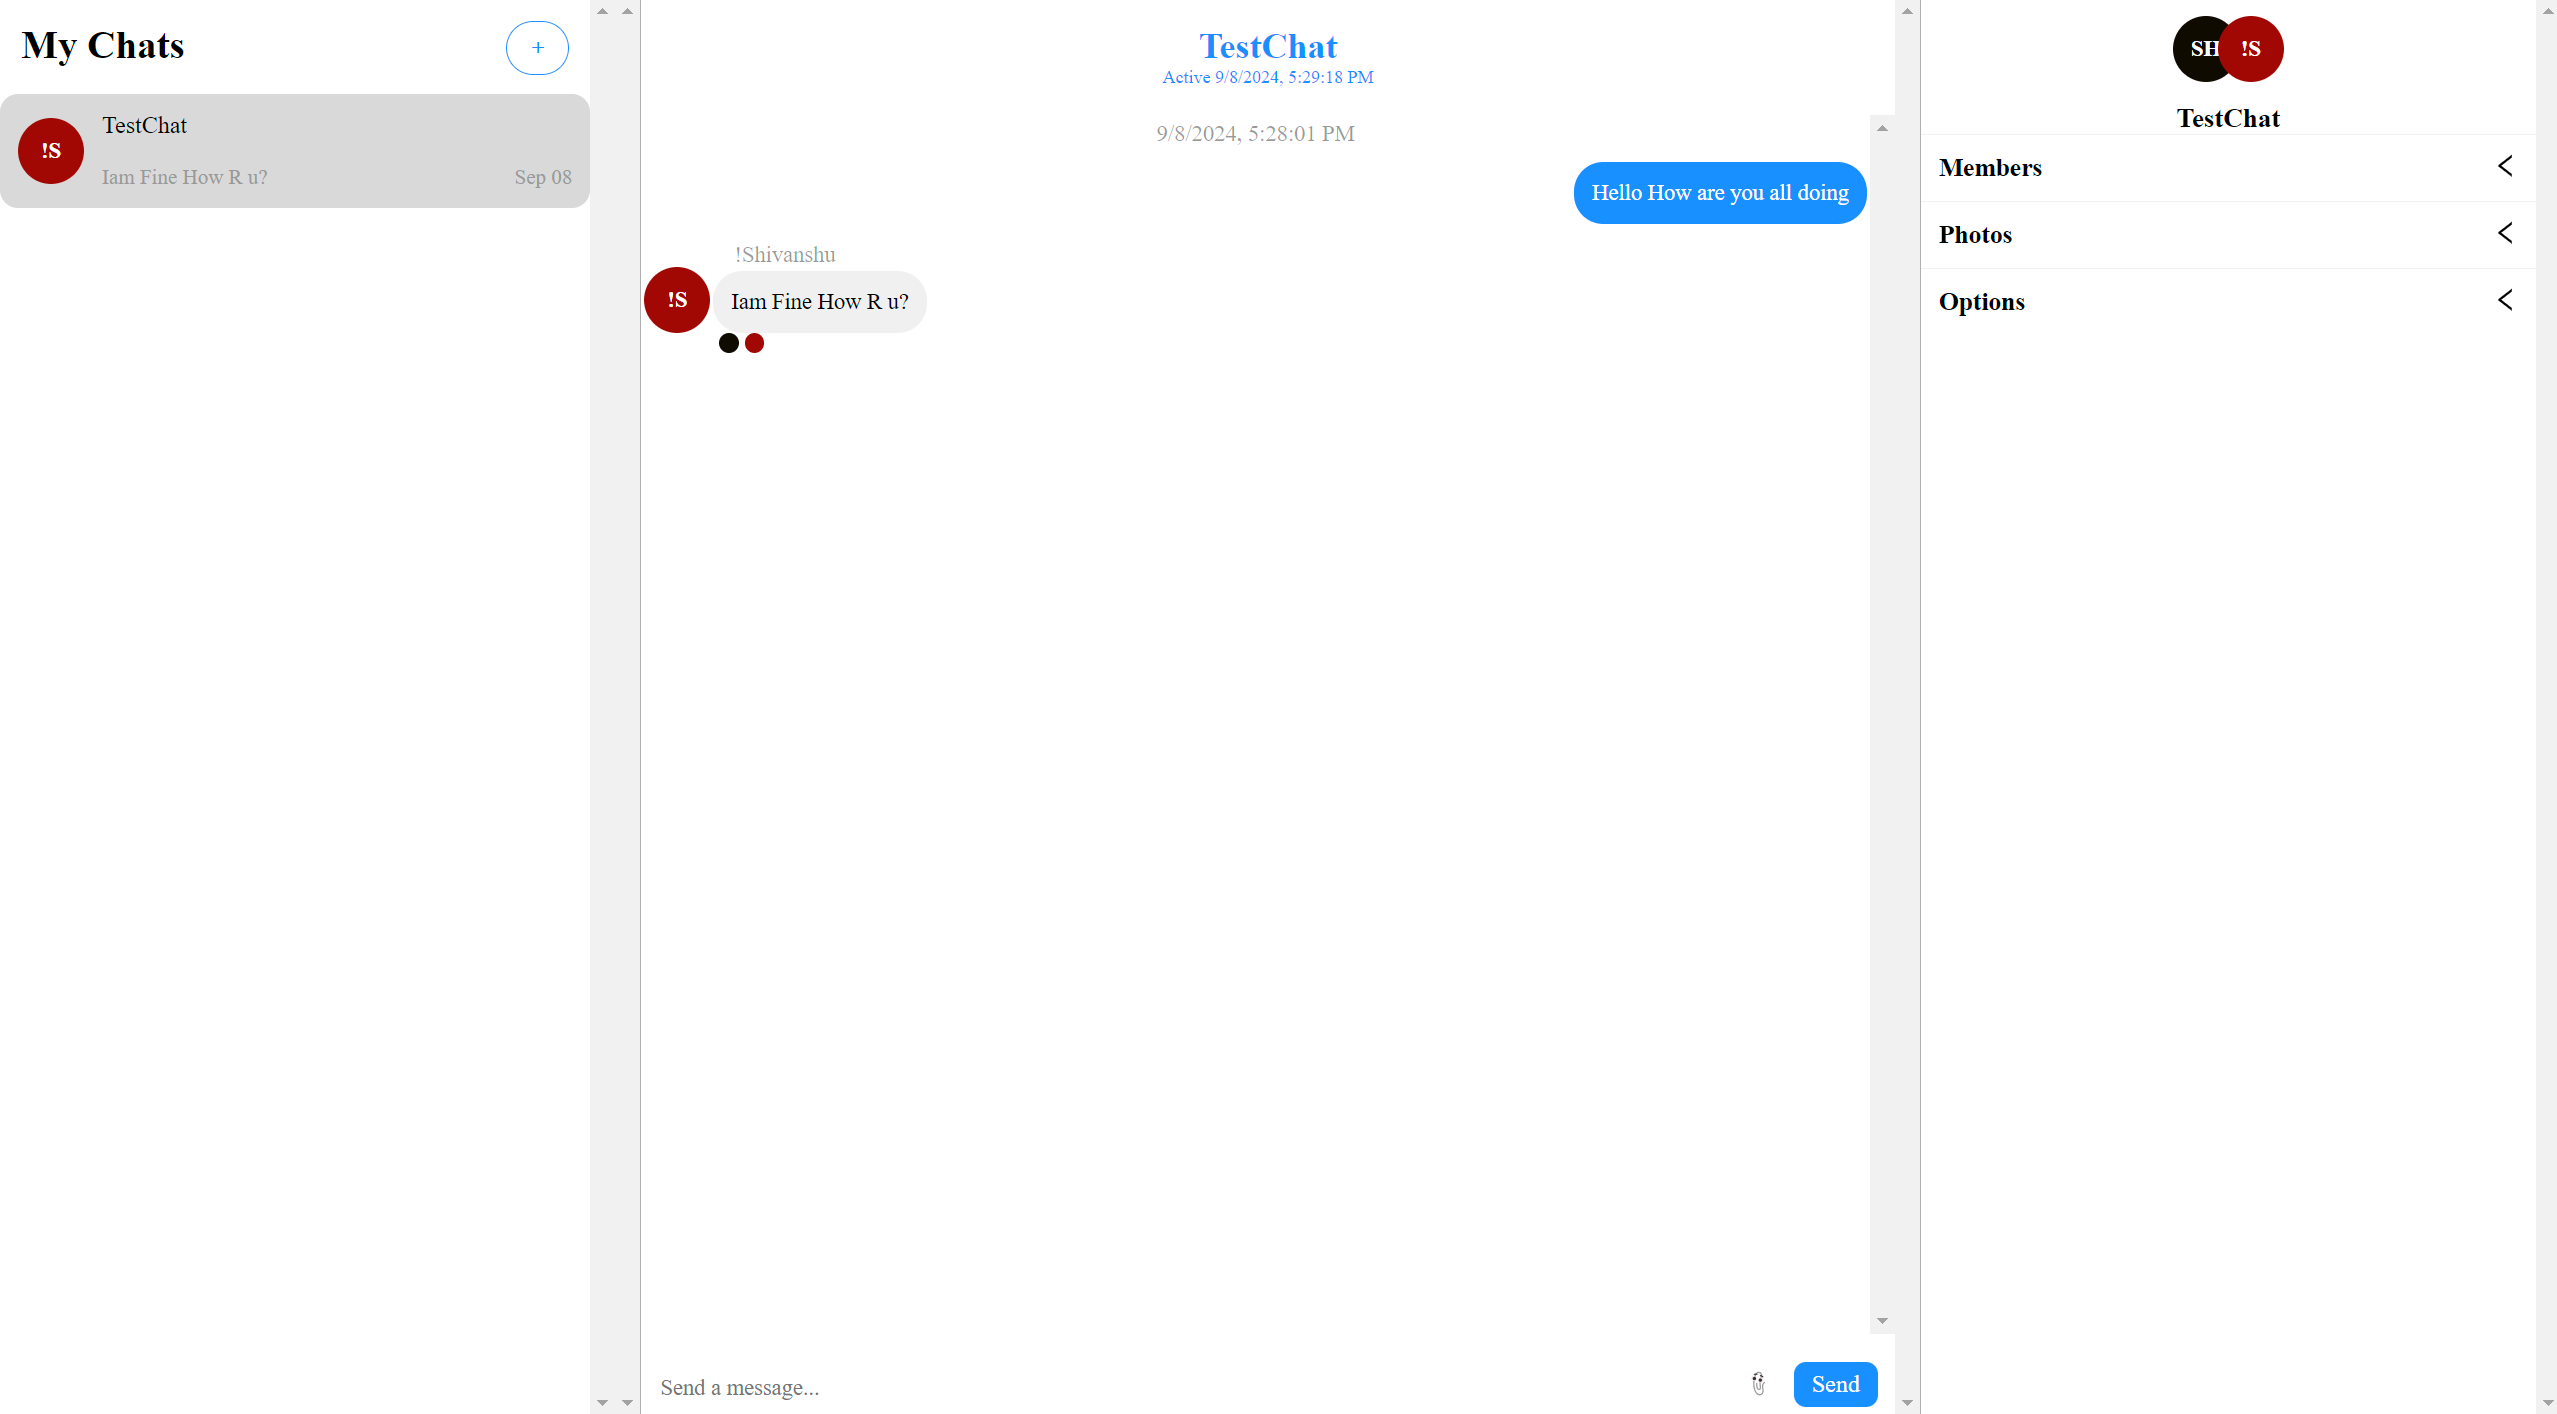 My Chats
+
!S
TestChat
Iam Fine How R u?
Sep 08
TestChat
Active 9/8/2024, 5:29:18 PM
9/8/2024, 5:28:01 PM
Hello How are you all doing
!Shivanshu
!S
Iam Fine How R u?
Send a message...
Send
SH
!S
TestChat
Members
Photos
Options